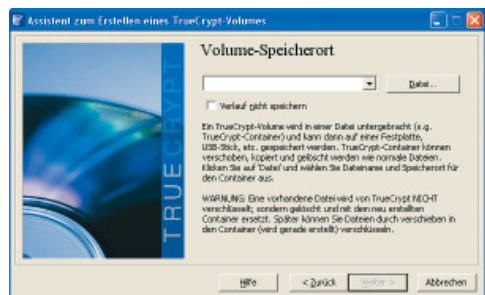 Assistent zum Erstellen eines TrueCrypt-Volumes
TRUECRYPT
Volume-Speicherort
Datei...
Verlauf nicht speichern
Ein TrueCrypt-Volume wird in einer Datei untergebracht (s.g.
TrueCrypt-Container) und kann dann auf einer Festplatte,
USB-Stick, etc. gespeichert werden. TrueCrypt-Container können
verschoben, kopiert und gelöscht werden wie normale Dateien.
Klicken Sie auf 'Datei' und wählen Sie Dateiname und Speicherort für
den Container aus.
WARNUNG: Eine vorhandene Datei wird von TrueCrypt NICHT
verschlüsselt; sondern gelöscht und mit dem neu erstellten
Container ersetzt. Später können Sie Dateien durch verschieben in
den Container (wird gerade erstellt) verschlüsseln.
Hilfe
< Zurück
Weiter >
Abbrechen